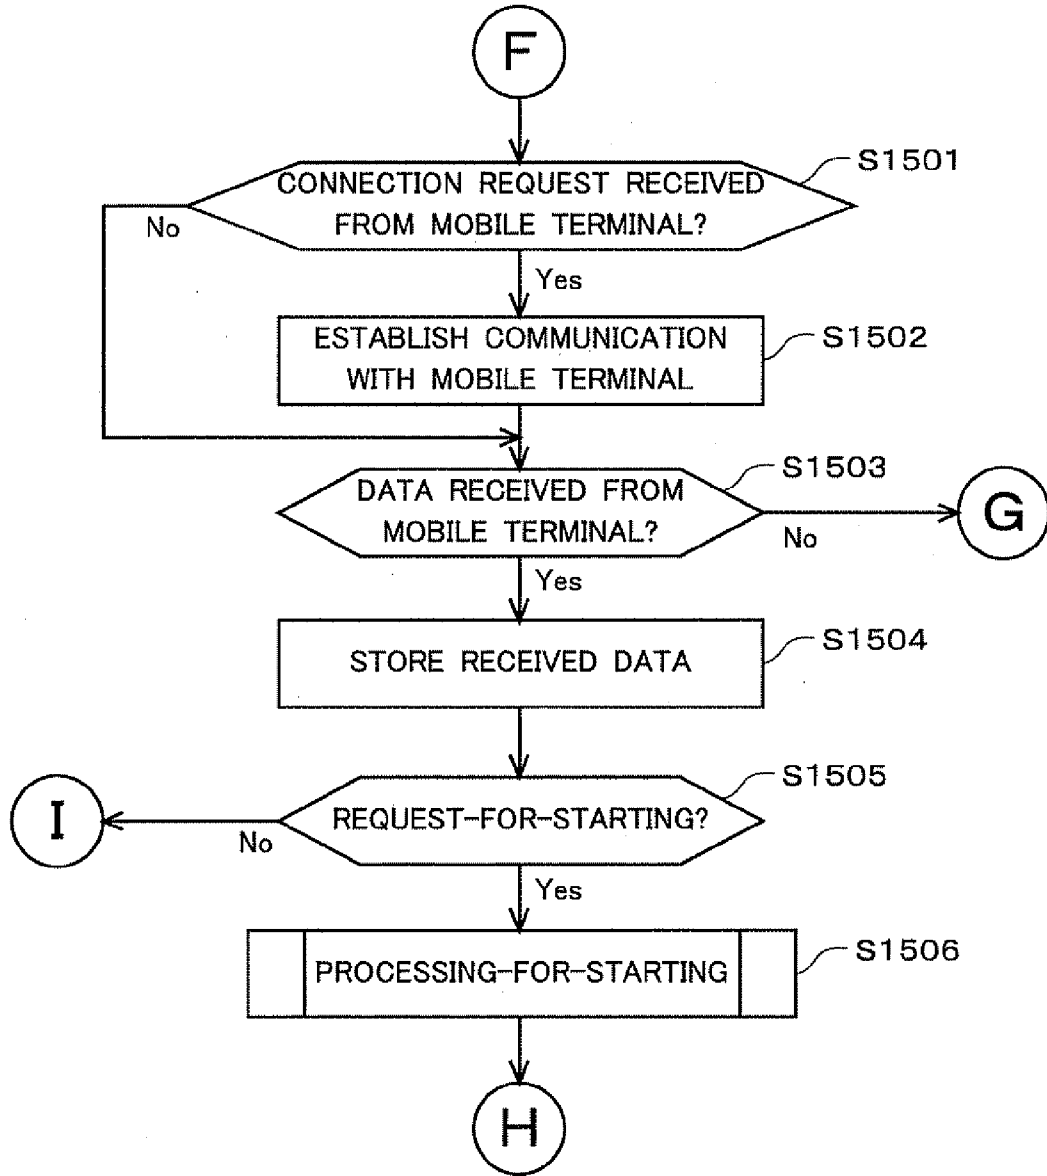 F
S1501
CONNECTION REQUEST RECEIVED
FROM MOBILE TERMINAL?
No
Yes
S1502
ESTABLISH COMMUNICATION
WITH MOBILE TERMINAL
S1503
DATA RECEIVED FROM
MOBILE TERMINAL?
G
No
Yes
S1504
STORE RECEIVED DATA
S1505
I
REQUEST-FOR-STARTING?
No
Yes
S1506
PROCESSING-FOR-STARTING
H